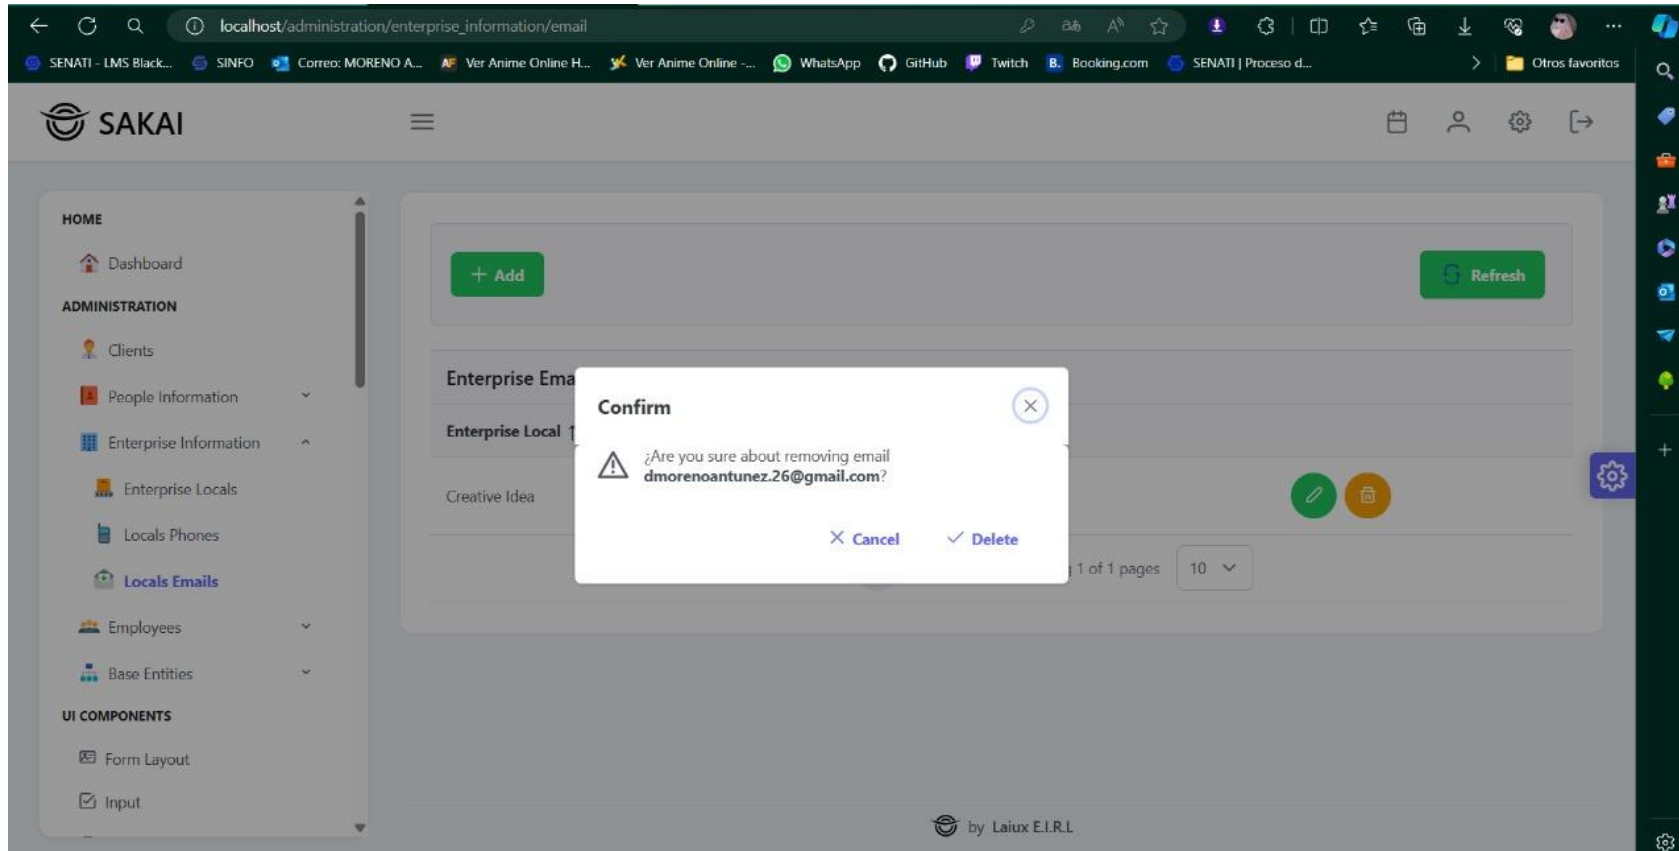 localhost/administration/enterprise_information/email
SENATI - LMS Black... SINFO Correo: MORENO A... Ver Anime Online H... Ver Anime Online -... WhatsApp GitHub Twitch Booking.com SENATI | Proceso d... Otros favoritos
SAKAI
HOME
Dashboard
ADMINISTRATION
Clients
People Information
Enterprise Information
Enterprise Locals
Locals Phones
Locals Emails
Employees
Base Entities
UI COMPONENTS
Form Layout
Input
+ Add
Refresh
Enterprise Ema
Enterprise Local
Creative Idea
Confirm
¿Are you sure about removing email
dmorenoantunez.26@gmail.com?
Cancel Delete
1 of 1 pages 10
by Laiux E.I.R.L